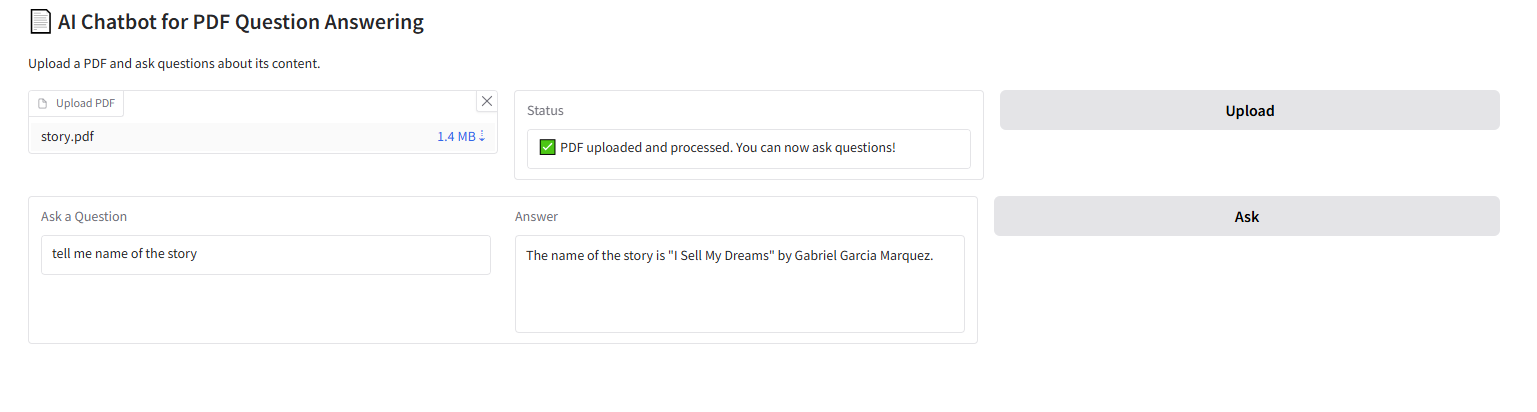 📄 AI Chatbot for PDF Question Answering
Upload a PDF and ask questions about its content.
Upload PDF
story.pdf 1.4 MB ⇣
Status
✅ PDF uploaded and processed. You can now ask questions!
Upload
Ask a Question
tell me name of the story
Answer
The name of the story is "I Sell My Dreams" by Gabriel Garcia Marquez.
Ask